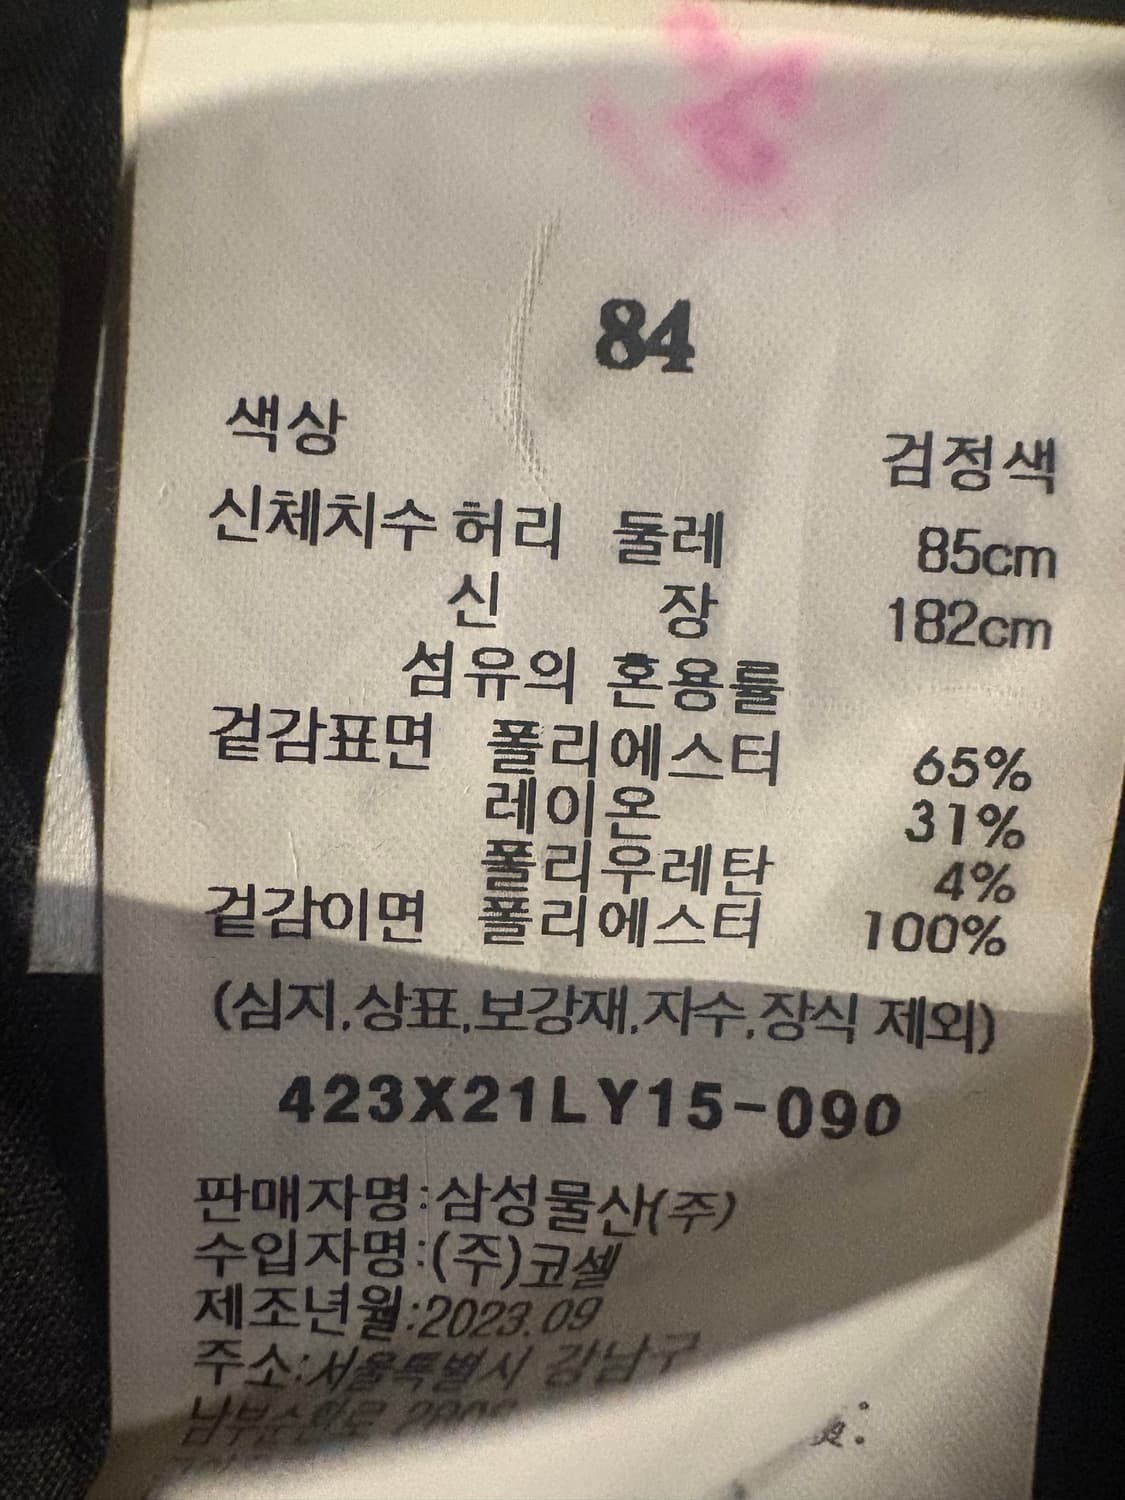 84
색상 검정색
신체치수 허리 둘레 85cm
신 장 182cm
섬유의 혼용률
겉감표면 폴리에스터 65%
레이온 31%
폴리우레탄 4%
겉감이면 폴리에스터 100%
(심지,상표,보강재,자수,장식 제외)
423X21LY15-090
판매자명:삼성물산(주)
수입자명:(주)코셀
제조년월:2023.09
주소:서울특별시 강남구
남부순환로